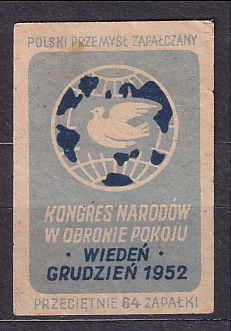 POLSKI PRZEMYSŁ ZAPAŁCZANY
KONGRES NARODÓW
W OBRONIE POKOJU
· WIEDEŃ ·
GRUDZIEŃ 1952
PRZECIĘTNIE 64 ZAPAŁKI